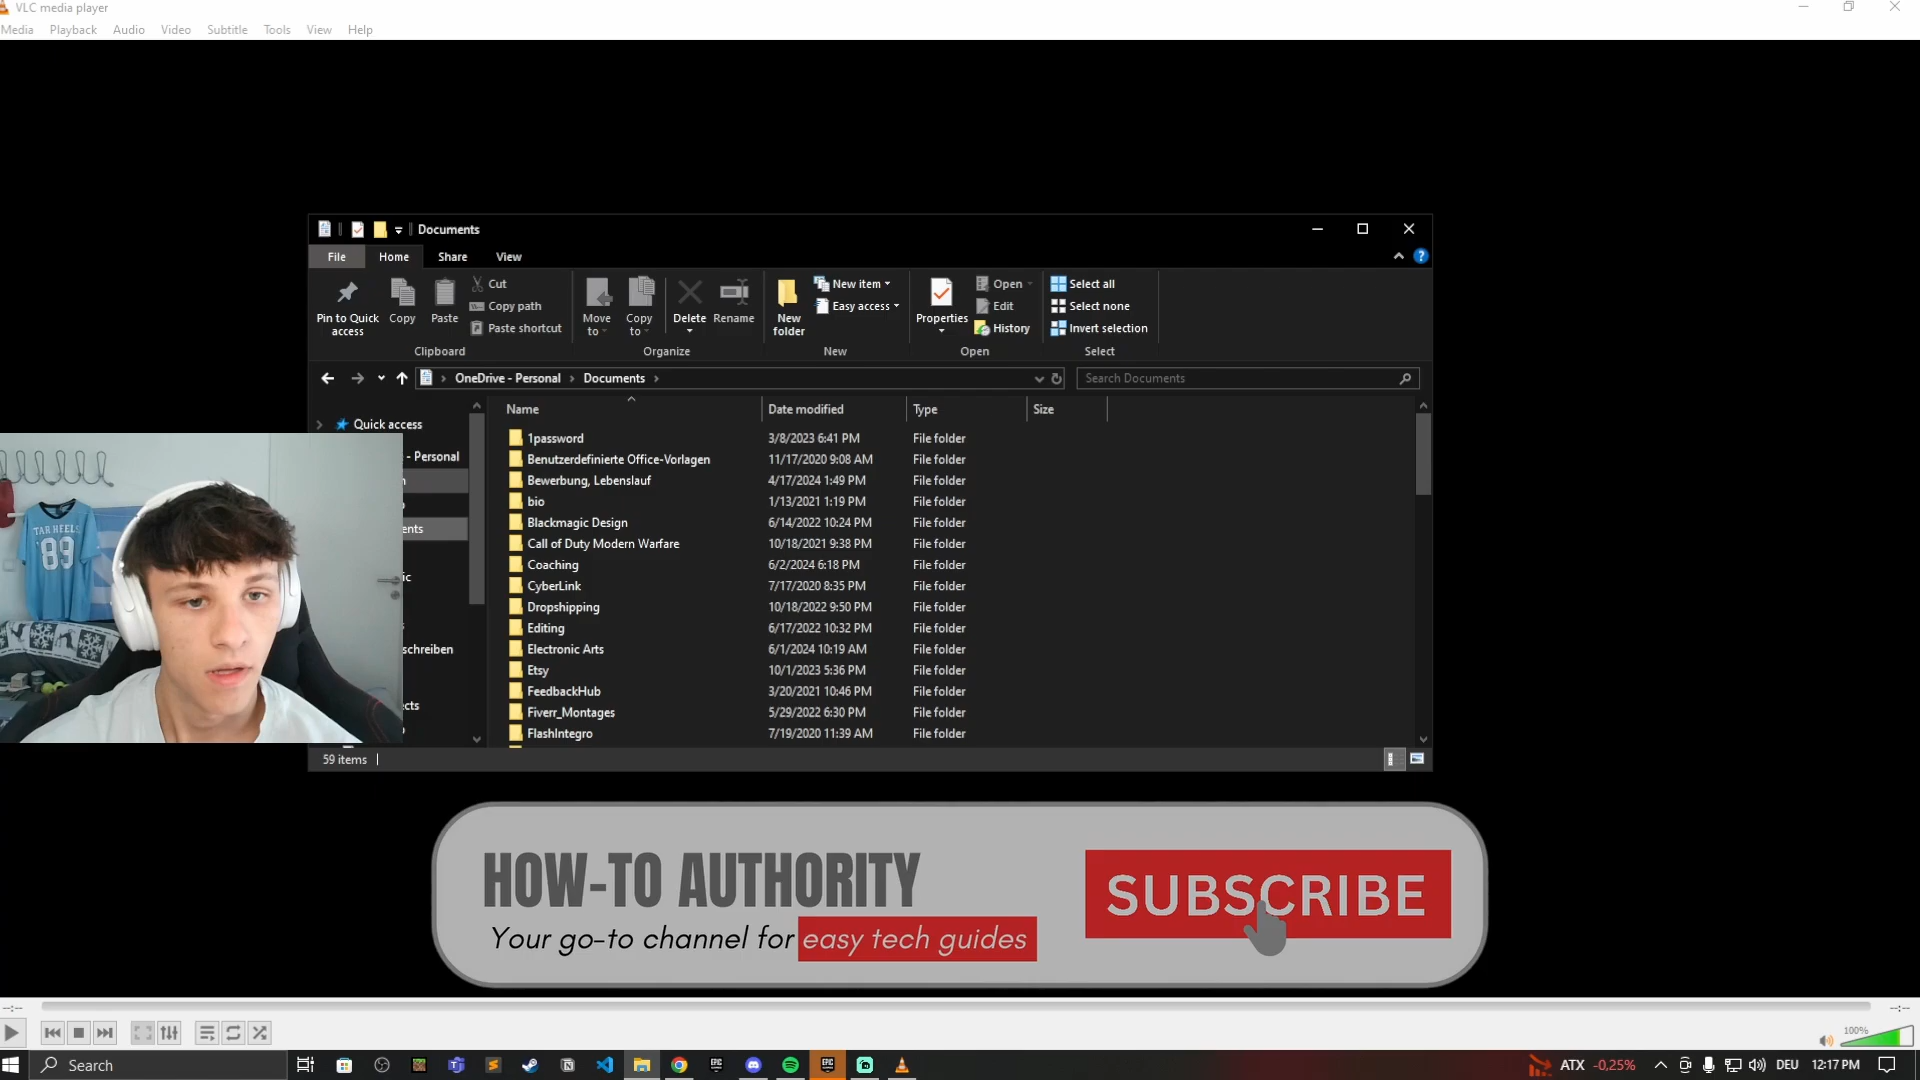 VLC media player
Media Playback Audio Video Subtitle Tools View Help
Documents
File Home Share View
Pin to Quick access
Copy
Paste
Cut
Copy path
Paste shortcut
Clipboard
Move to
Copy to
Delete
Rename
Organize
New folder
New item
Easy access
New
Properties
Open
Edit
History
Open
Select all
Select none
Invert selection
Select
OneDrive - Personal > Documents >
Search Documents
Quick access
- Personal
ents
ic
schreiben
cts
Name Date modified Type Size
1password 3/8/2023 6:41 PM File folder
Benutzerdefinierte Office-Vorlagen 11/17/2020 9:08 AM File folder
Bewerbung, Lebenslauf 4/17/2024 1:49 PM File folder
bio 1/13/2021 1:19 PM File folder
Blackmagic Design 6/14/2022 10:24 PM File folder
Call of Duty Modern Warfare 10/18/2021 9:38 PM File folder
Coaching 6/2/2024 6:18 PM File folder
CyberLink 7/17/2020 8:35 PM File folder
Dropshipping 10/18/2022 9:50 PM File folder
Editing 6/17/2022 10:32 PM File folder
Electronic Arts 6/1/2024 10:19 AM File folder
Etsy 10/1/2023 5:36 PM File folder
FeedbackHub 3/20/2021 10:46 PM File folder
Fiverr_Montages 5/29/2022 6:30 PM File folder
FlashIntegro 7/19/2020 11:39 AM File folder
59 items
TAR HEELS
89
HOW-TO AUTHORITY
Your go-to channel for easy tech guides
SUBSCRIBE
--:-- --:--
100%
Search
EPIC
EPIC
ATX -0,25% DEU 12:17 PM